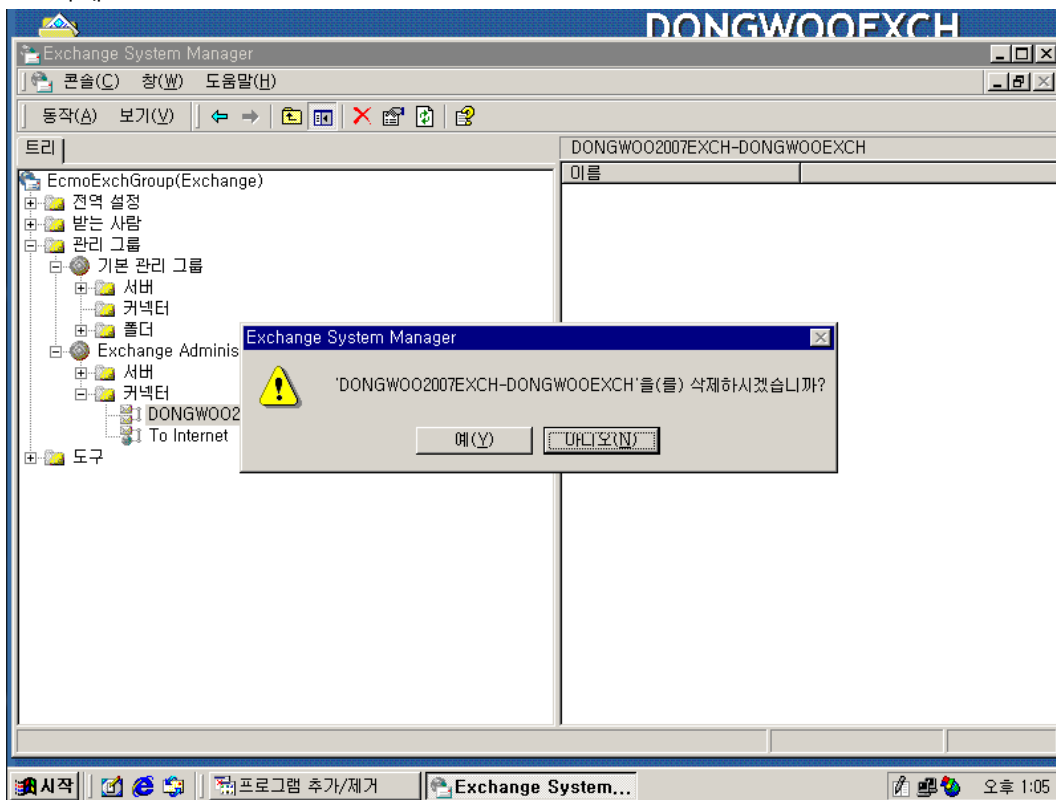 DONGWOOEXCH
Exchange System Manager
콘솔(C) 창(W) 도움말(H)
동작(A) 보기(V)
트리
DONGWOO2007EXCH-DONGWOOEXCH
이름
EcmoExchGroup(Exchange)
전역 설정
받는 사람
관리 그룹
기본 관리 그룹
서버
커넥터
폴더
Exchange Adminis
서버
커넥터
DONGWOO2
To Internet
도구
Exchange System Manager
'DONGWOO2007EXCH-DONGWOOEXCH'을(를) 삭제하시겠습니까?
예(Y) 아니오(N)
시작 프로그램 추가/제거 Exchange System... 오후 1:05